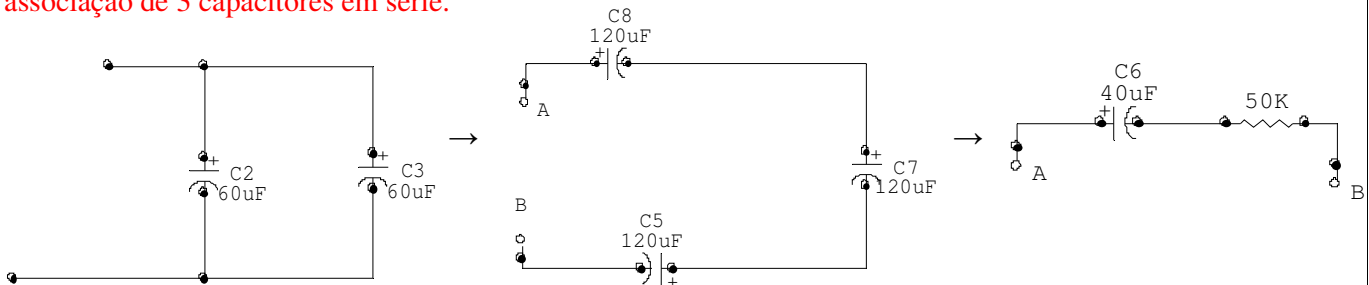 associação de 3 capacitores em série.
C2
60uF
C3
60uF
→
C8
120uF
+
A
+
C7
120uF
B
C5
120uF
+
→
C6
40uF
+
50K
A
B